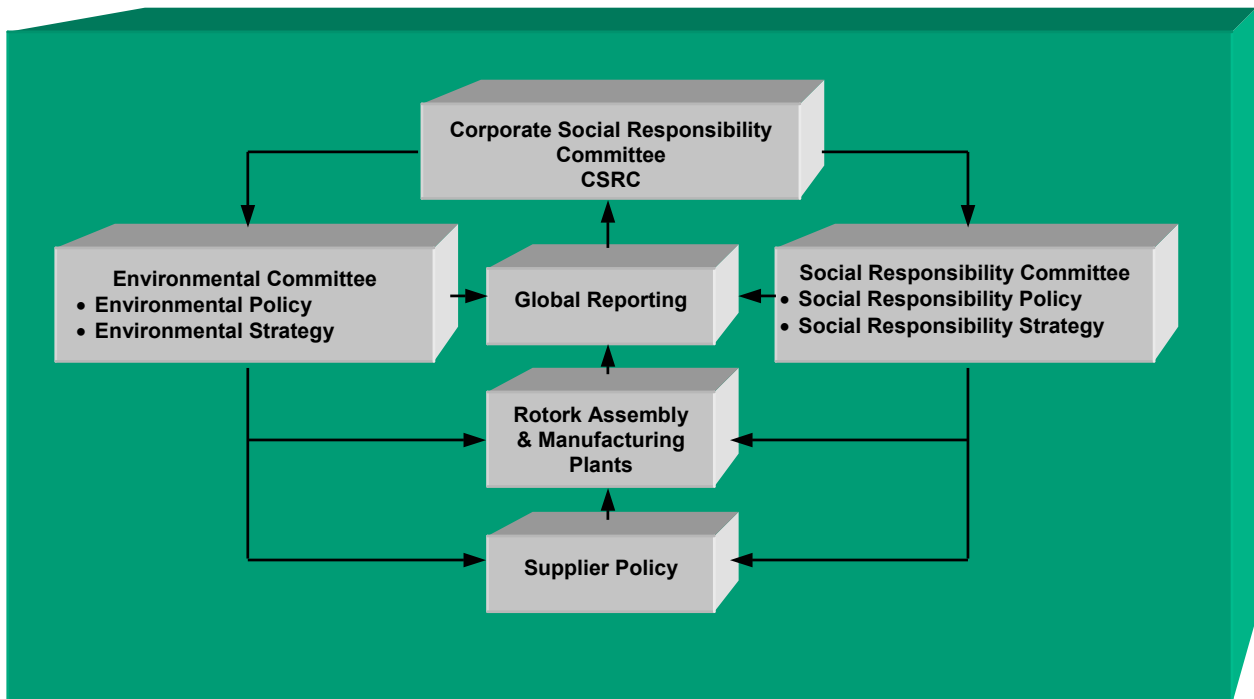 Corporate Social Responsibility
Committee
CSRC
Environmental Committee
• Environmental Policy
• Environmental Strategy
Global Reporting
Social Responsibility Committee
• Social Responsibility Policy
• Social Responsibility Strategy
Rotork Assembly
& Manufacturing
Plants
Supplier Policy